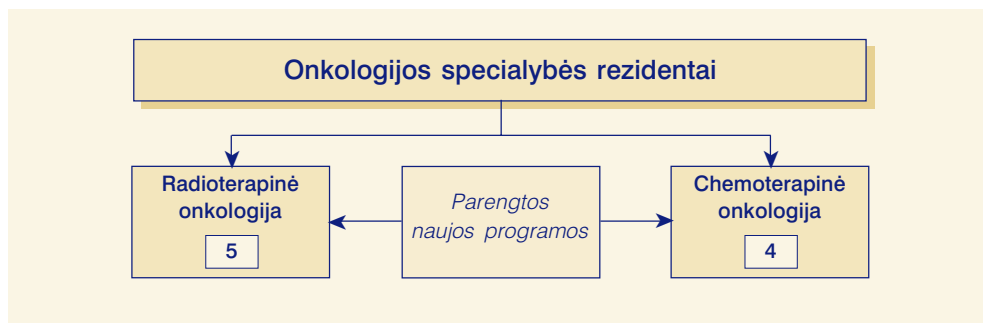 Onkologijos specialybės rezidentai
Radioterapinė
onkologija
5
Parengtos
naujos programos
Chemoterapinė
onkologija
4